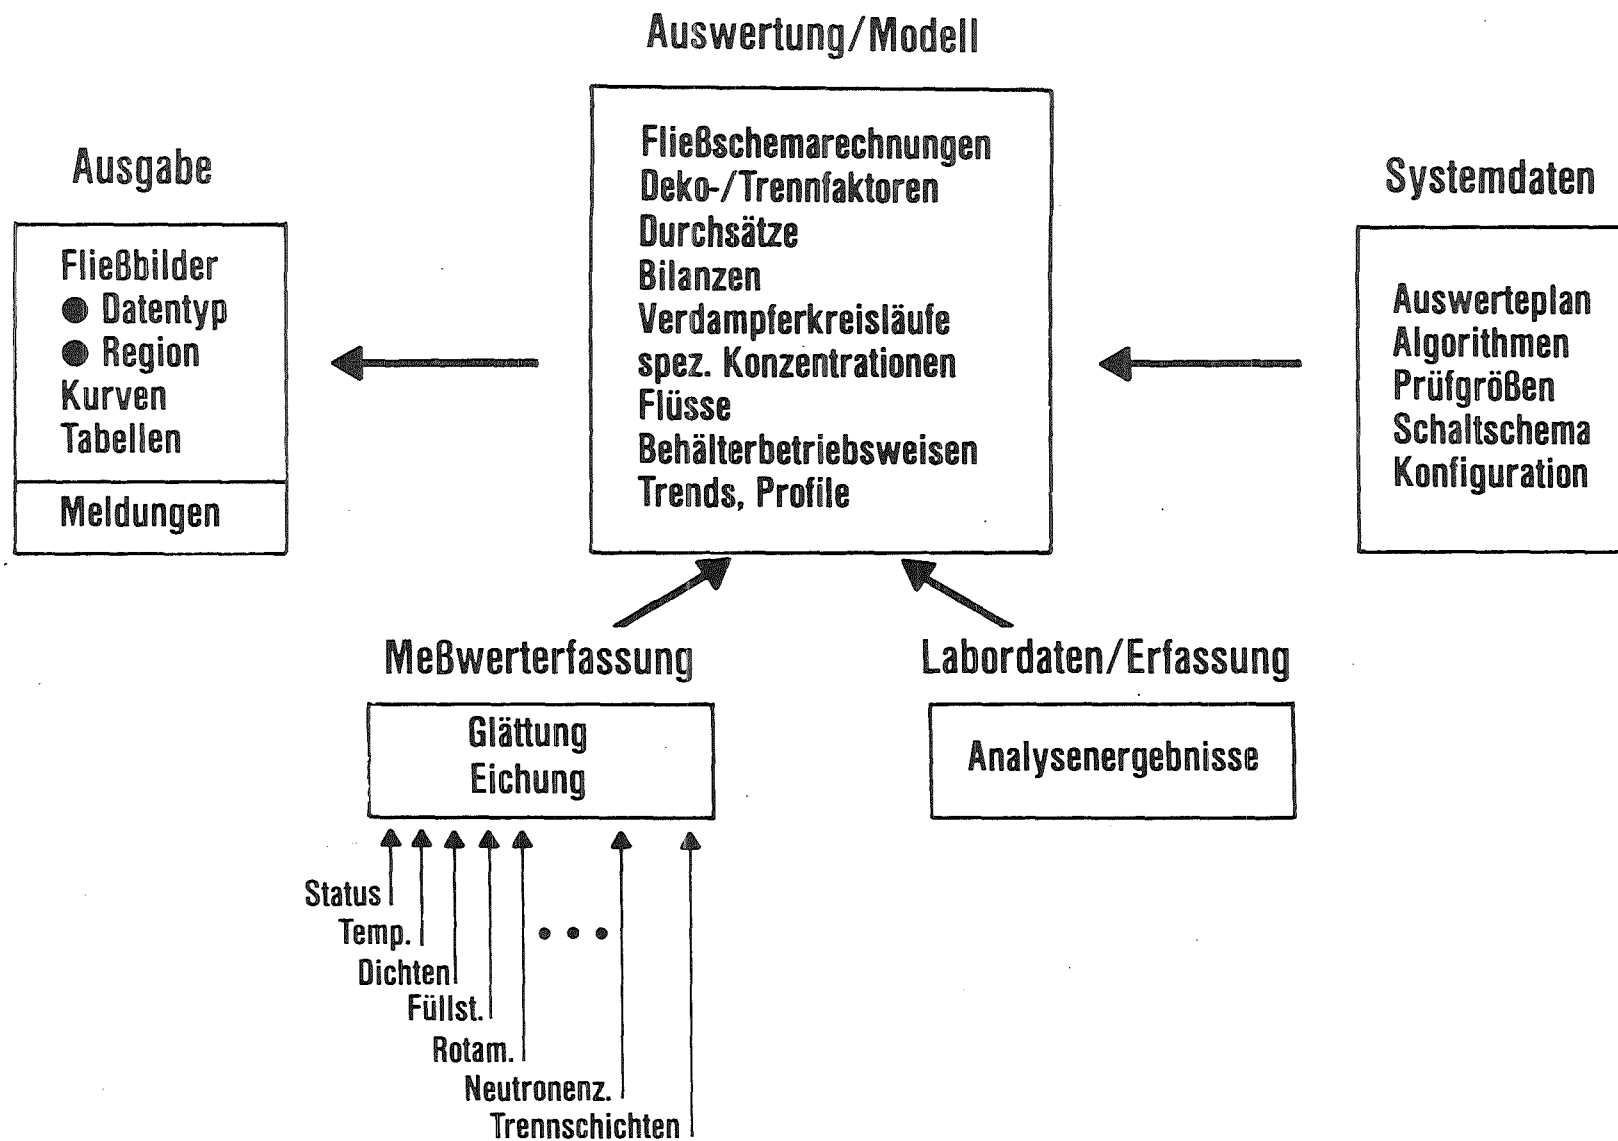 Auswertung/Modell
Fließschemarechnungen
Deko-/Trennfaktoren
Durchsätze
Bilanzen
Verdampferkreisläufe
spez. Konzentrationen
Flüsse
Behälterbetriebsweisen
Trends, Profile
Ausgabe
Fließbilder
● Datentyp
● Region
Kurven
Tabellen
Meldungen
Systemdaten
Auswerteplan
Algorithmen
Prüfgrößen
Schaltschema
Konfiguration
Meßwerterfassung
Glättung
Eichung
Labordaten/Erfassung
Analysenergebnisse
Status
Temp.
Dichten
Füllst.
Rotam.
Neutronenz.
Trennschichten